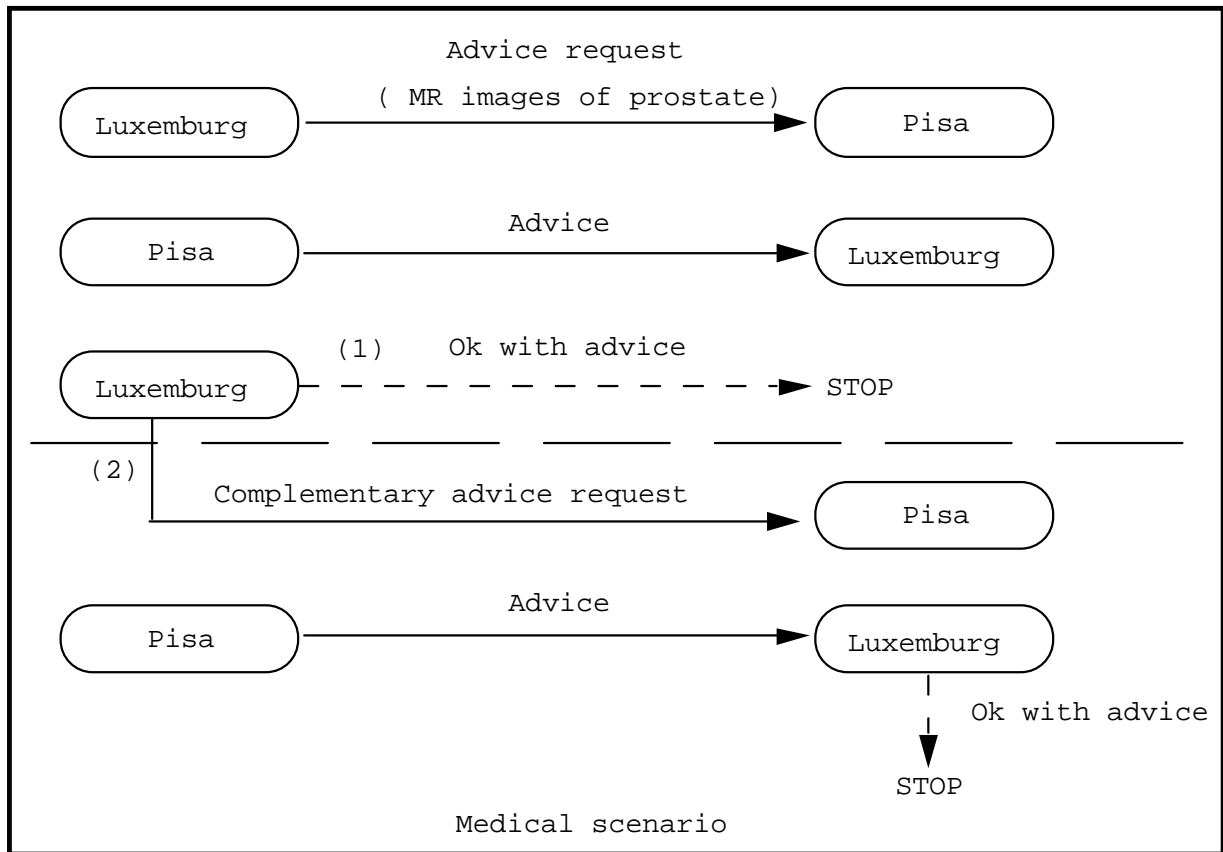 Advice request
( MR images of prostate)
Luxemburg
Pisa
Advice
Pisa
Luxemburg
(1) Ok with advice
Luxemburg
STOP
(2)
Complementary advice request
Pisa
Advice
Pisa
Luxemburg
Ok with advice
STOP
Medical scenario